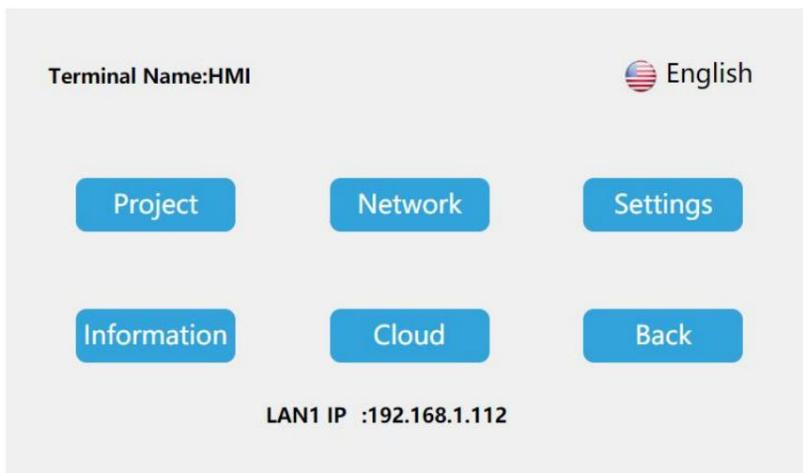 Terminal Name:HMI English
Project Network Settings
Information Cloud Back
LAN1 IP :192.168.1.112